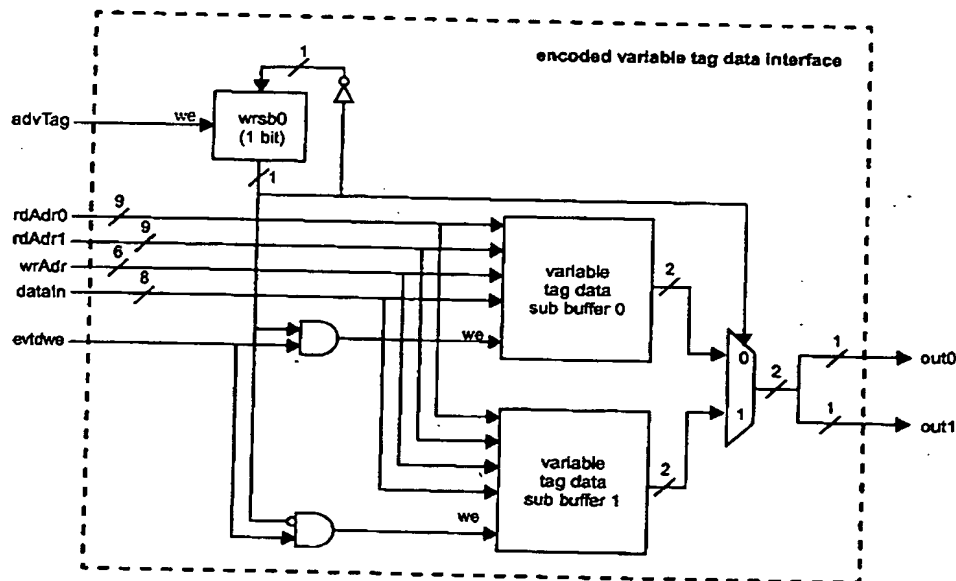 encoded variable tag data interface
1
advTag
we
wrsb0
(1 bit)
1
rdAdr0
9
rdAdr1
9
wrAdr
6
dataIn
8
evtdwe
variable
tag data
sub buffer 0
we
2
0
1
2
1
out0
1
out1
variable
tag data
sub buffer 1
we
2